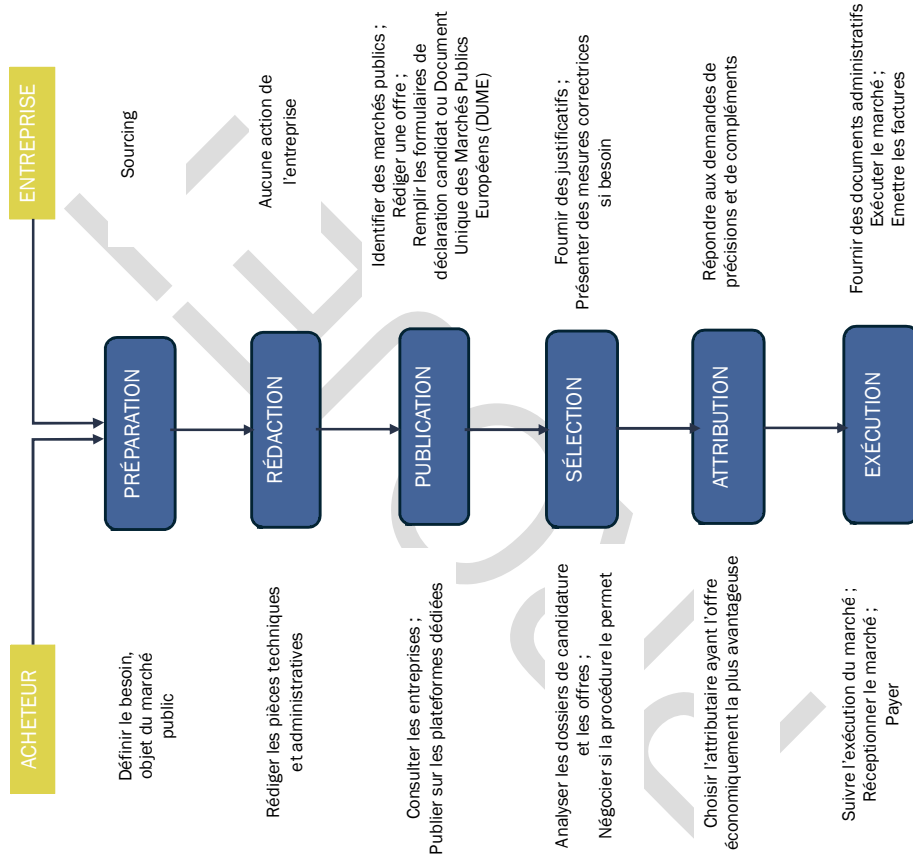 ACHETEUR
ENTREPRISE
Définir le besoin,
objet du marché
public
PRÉPARATION
Sourcing
Rédiger les pièces techniques
et administratives
RÉDACTION
Aucune action de
l'entreprise
Consulter les entreprises ;
Publier sur les plateformes dédiées
PUBLICATION
Identifier des marchés publics ;
Rédiger une offre ;
Remplir les formulaires de
déclaration candidat ou Document
Unique des Marchés Publics
Européens (DUME)
Analyser les dossiers de candidature
et les offres ;
Négocier si la procédure le permet
SÉLECTION
Fournir des justificatifs ;
Présenter des mesures correctrices
si besoin
Choisir l'attributaire ayant l'offre
économiquement la plus avantageuse
ATTRIBUTION
Répondre aux demandes de
précisions et de compléments
Suivre l'exécution du marché ;
Réceptionner le marché ;
Payer
EXÉCUTION
Fournir des documents administratifs
Exécuter le marché ;
Emettre les factures